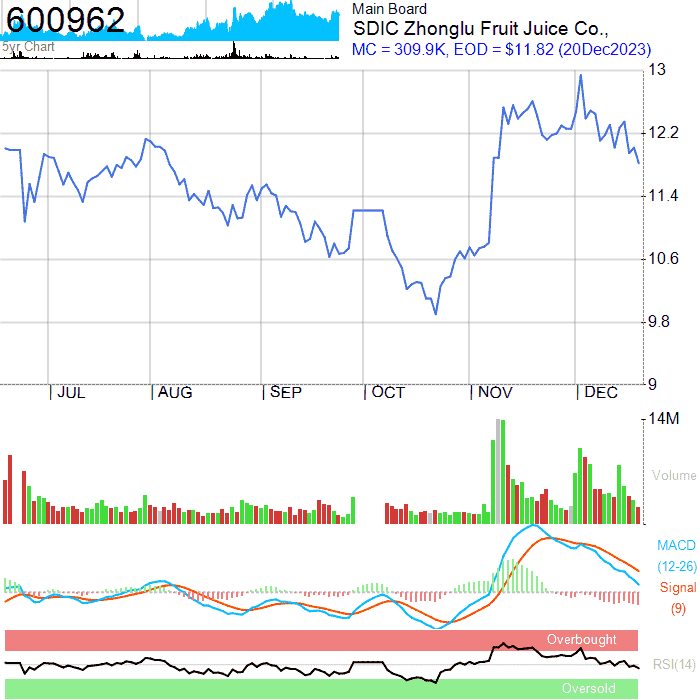 600962
5yr Chart
Main Board
SDIC Zhonglu Fruit Juice Co.,
MC = 309.9K, EOD = $11.82 (20Dec2023)
13
12.2
11.4
10.6
9.8
9
JUL
AUG
SEP
OCT
NOV
DEC
14M
Volume
MACD
(12-26)
Signal
(9)
Overbought
RSI(14)
Oversold